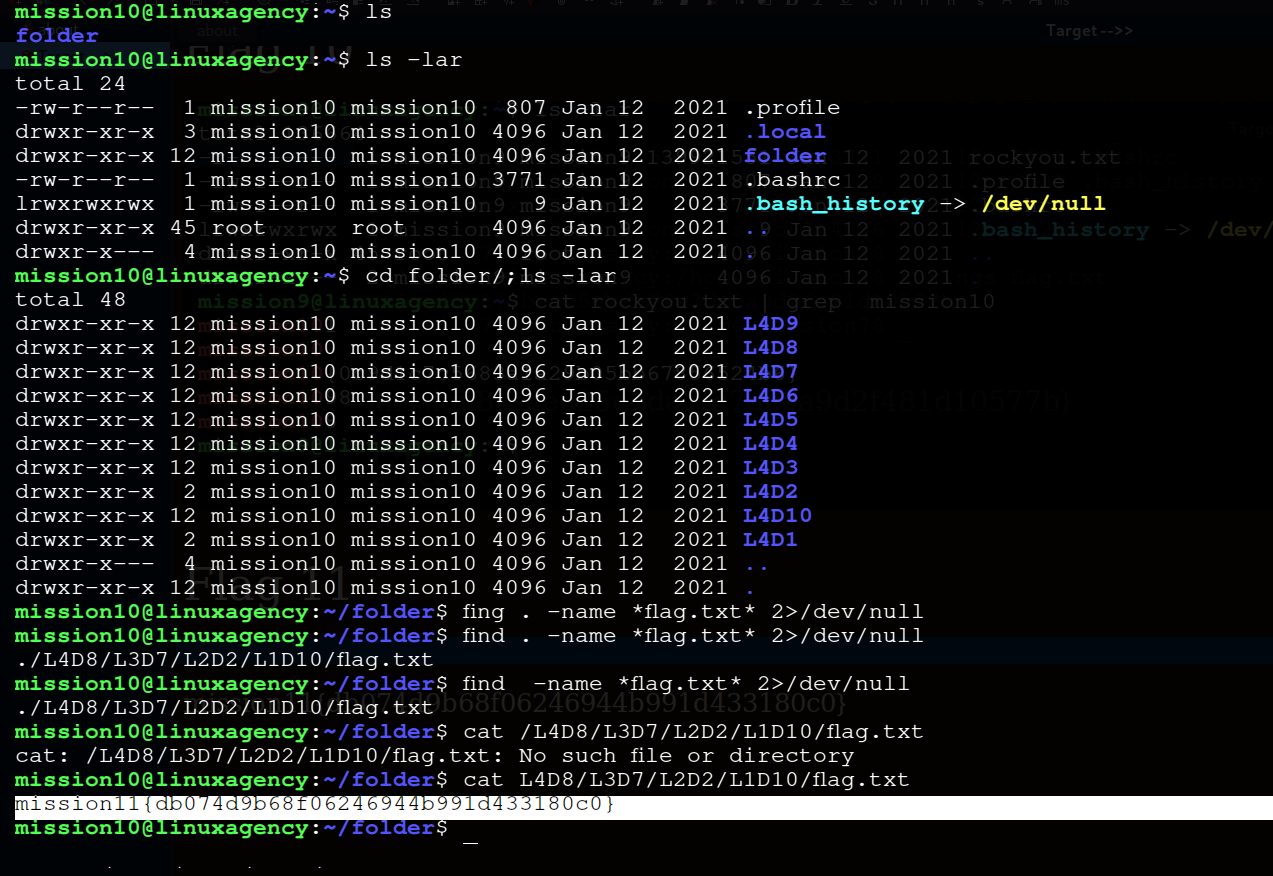 mission10@linuxagency:~$ ls
folder
mission10@linuxagency:~$ ls -lar
total 24
-rw-r--r--  1 mission10 mission10  807 Jan 12  2021 .profile
drwxr-xr-x  3 mission10 mission10 4096 Jan 12  2021 .local
drwxr-xr-x 12 mission10 mission10 4096 Jan 12  2021 folder
-rw-r--r--  1 mission10 mission10 3771 Jan 12  2021 .bashrc
lrwxrwxrwx  1 mission10 mission10    9 Jan 12  2021 .bash_history -> /dev/null
drwxr-xr-x 45 root      root      4096 Jan 12  2021 ..
drwxr-x---  4 mission10 mission10 4096 Jan 12  2021 .
mission10@linuxagency:~$ cd folder/;ls -lar
total 48
drwxr-xr-x 12 mission10 mission10 4096 Jan 12  2021 L4D9
drwxr-xr-x 12 mission10 mission10 4096 Jan 12  2021 L4D8
drwxr-xr-x 12 mission10 mission10 4096 Jan 12  2021 L4D7
drwxr-xr-x 12 mission10 mission10 4096 Jan 12  2021 L4D6
drwxr-xr-x 12 mission10 mission10 4096 Jan 12  2021 L4D5
drwxr-xr-x 12 mission10 mission10 4096 Jan 12  2021 L4D4
drwxr-xr-x 12 mission10 mission10 4096 Jan 12  2021 L4D3
drwxr-xr-x  2 mission10 mission10 4096 Jan 12  2021 L4D2
drwxr-xr-x 12 mission10 mission10 4096 Jan 12  2021 L4D10
drwxr-xr-x  2 mission10 mission10 4096 Jan 12  2021 L4D1
drwxr-x---  4 mission10 mission10 4096 Jan 12  2021 ..
drwxr-xr-x 12 mission10 mission10 4096 Jan 12  2021 .
mission10@linuxagency:~/folder$ fing . -name *flag.txt* 2>/dev/null
mission10@linuxagency:~/folder$ find . -name *flag.txt* 2>/dev/null
./L4D8/L3D7/L2D2/L1D10/flag.txt
mission10@linuxagency:~/folder$ find  -name *flag.txt* 2>/dev/null
./L4D8/L3D7/L2D2/L1D10/flag.txt
mission10@linuxagency:~/folder$ cat /L4D8/L3D7/L2D2/L1D10/flag.txt
cat: /L4D8/L3D7/L2D2/L1D10/flag.txt: No such file or directory
mission10@linuxagency:~/folder$ cat L4D8/L3D7/L2D2/L1D10/flag.txt
mission11{db074d9b68f06246944b991d433180c0}
mission10@linuxagency:~/folder$
Target -->>
about
Flag 10
Flag 11